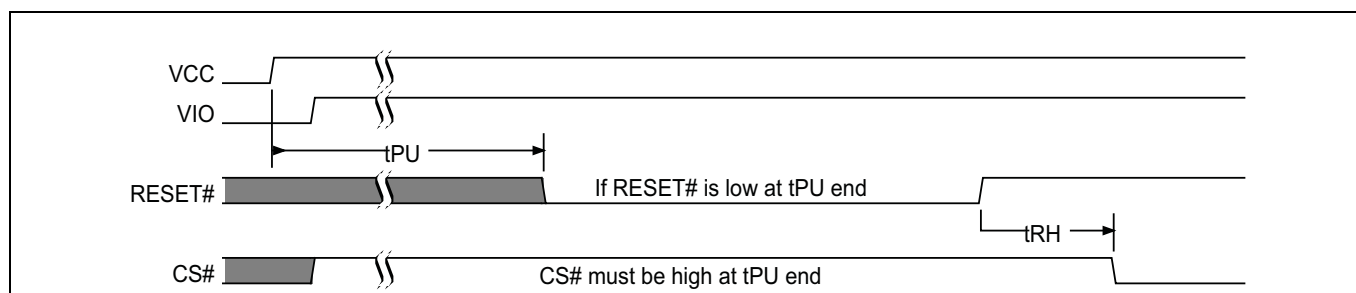 VCC
VIO
tPU
RESET#
If RESET# is low at tPU end
tRH
CS#
CS# must be high at tPU end